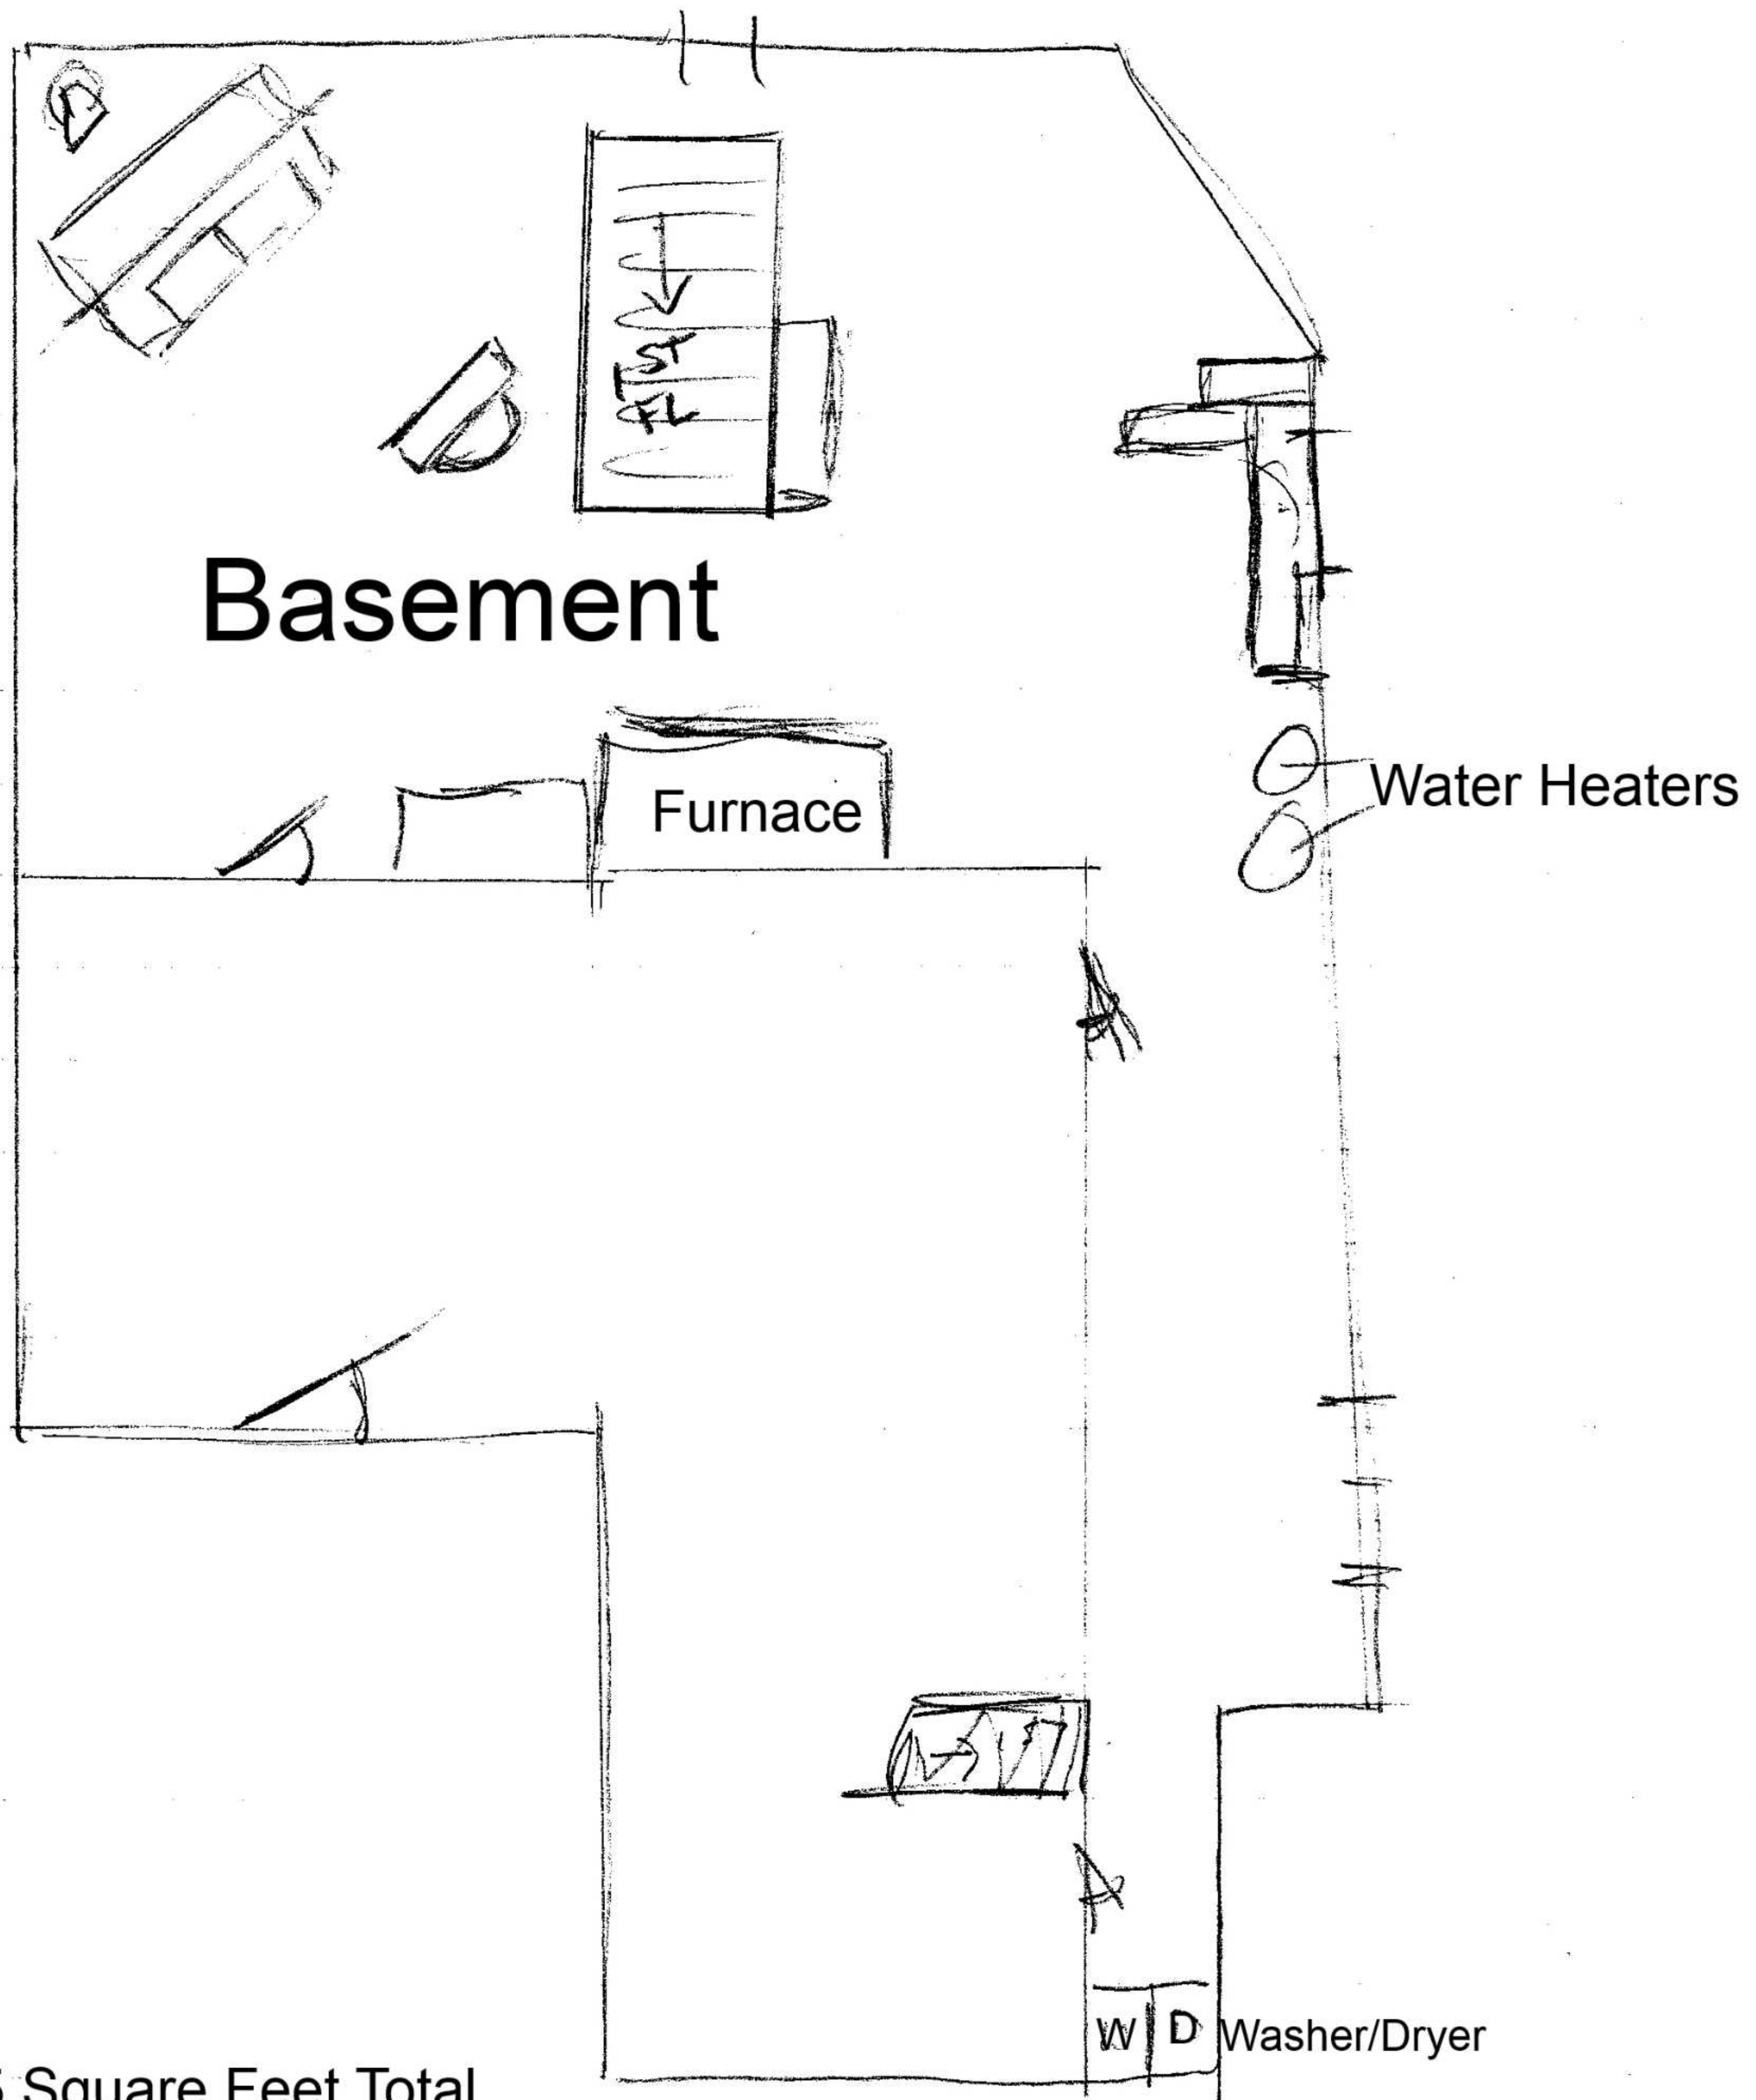 1ST
FL
Basement
Furnace
Water Heaters
W D
Washer/Dryer
Square Feet Total